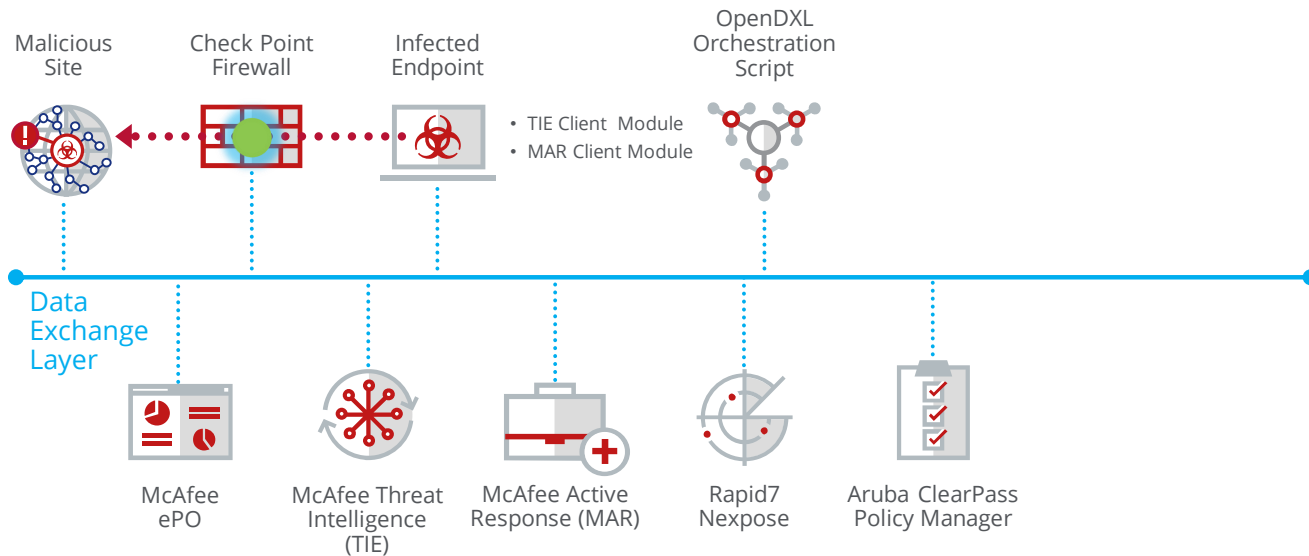 Malicious
Site
Check Point
Firewall
Infected
Endpoint
• TIE Client Module
• MAR Client Module
OpenDXL
Orchestration
Script
Data
Exchange
Layer
McAfee
ePO
McAfee Threat
Intelligence
(TIE)
McAfee Active
Response (MAR)
Rapid7
Nexpose
Aruba ClearPass
Policy Manager